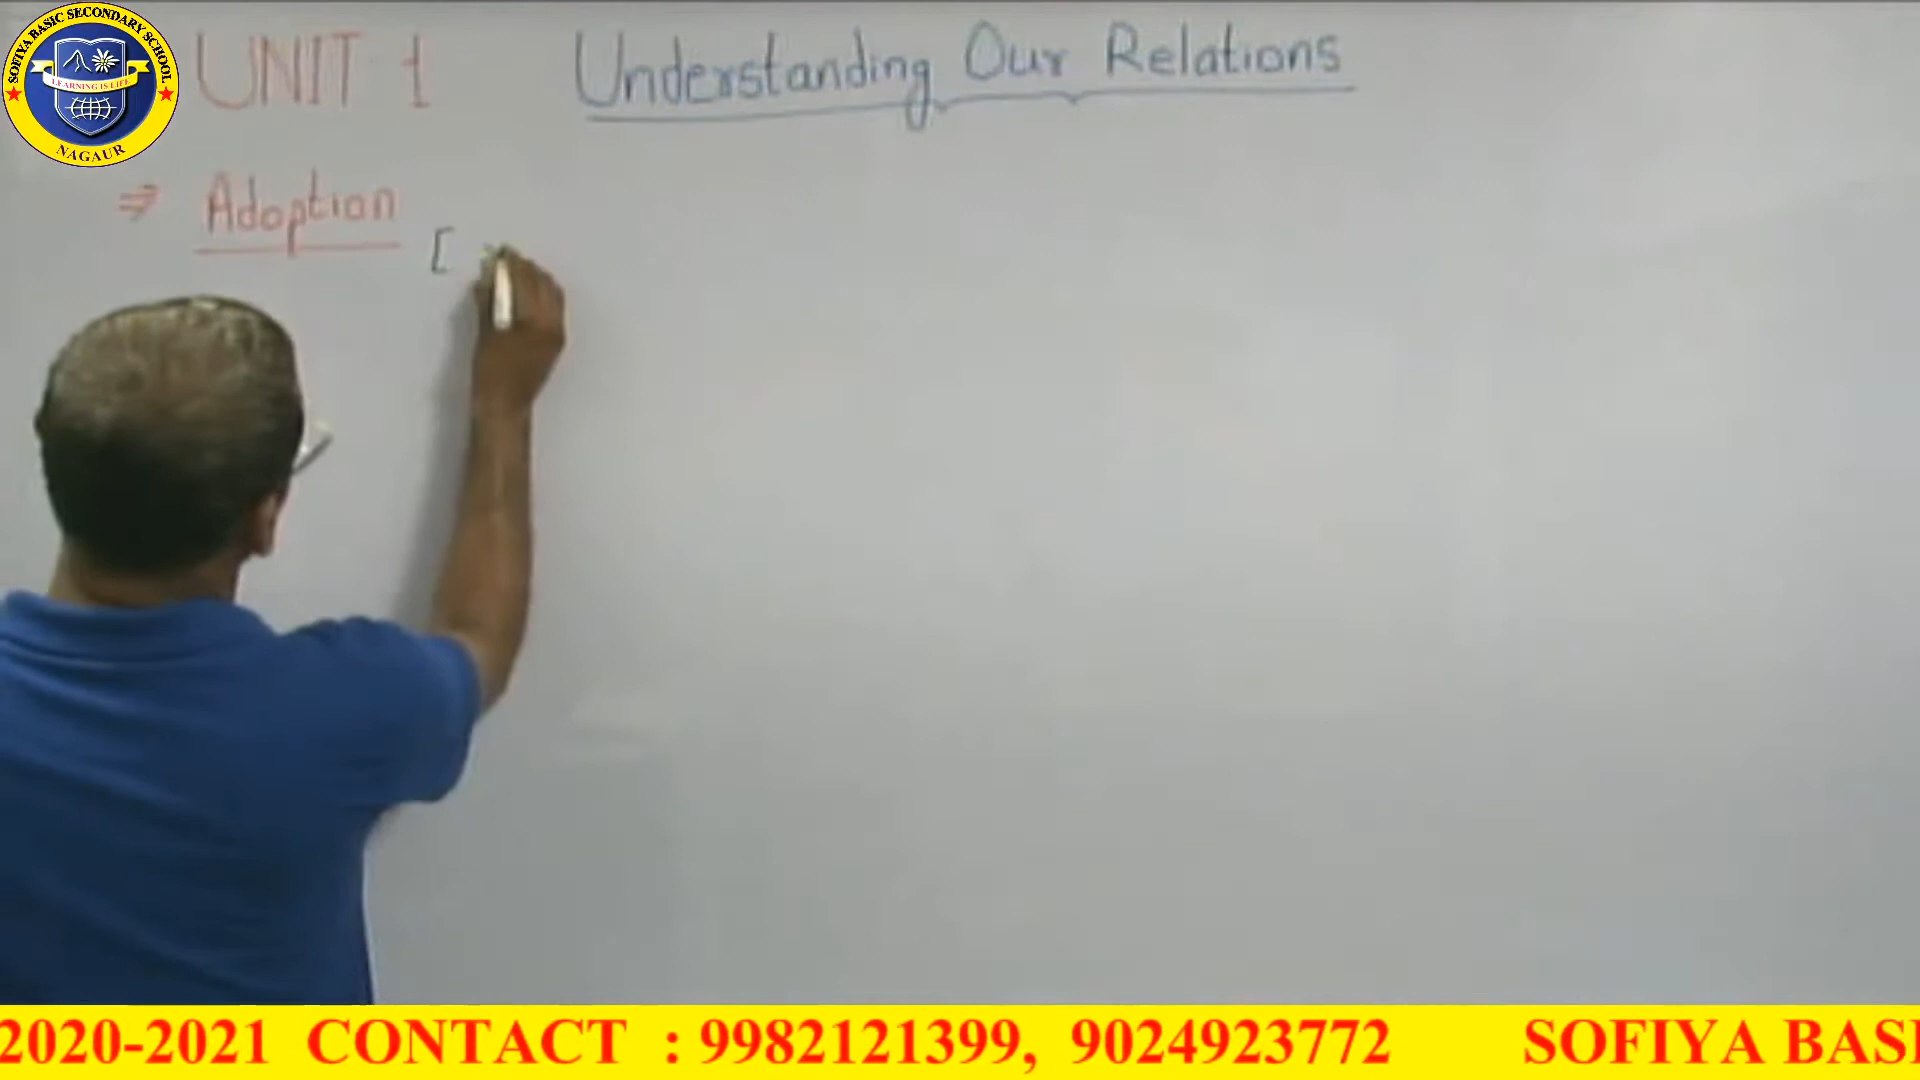 SOFIYA BASIC SECONDARY SCHOOL
LEARNING IS LIFE
NAGAUR
UNIT 1 Understanding Our Relations
⇒ Adoption [
2020-2021 CONTACT : 9982121399, 9024923772 SOFIYA BASI